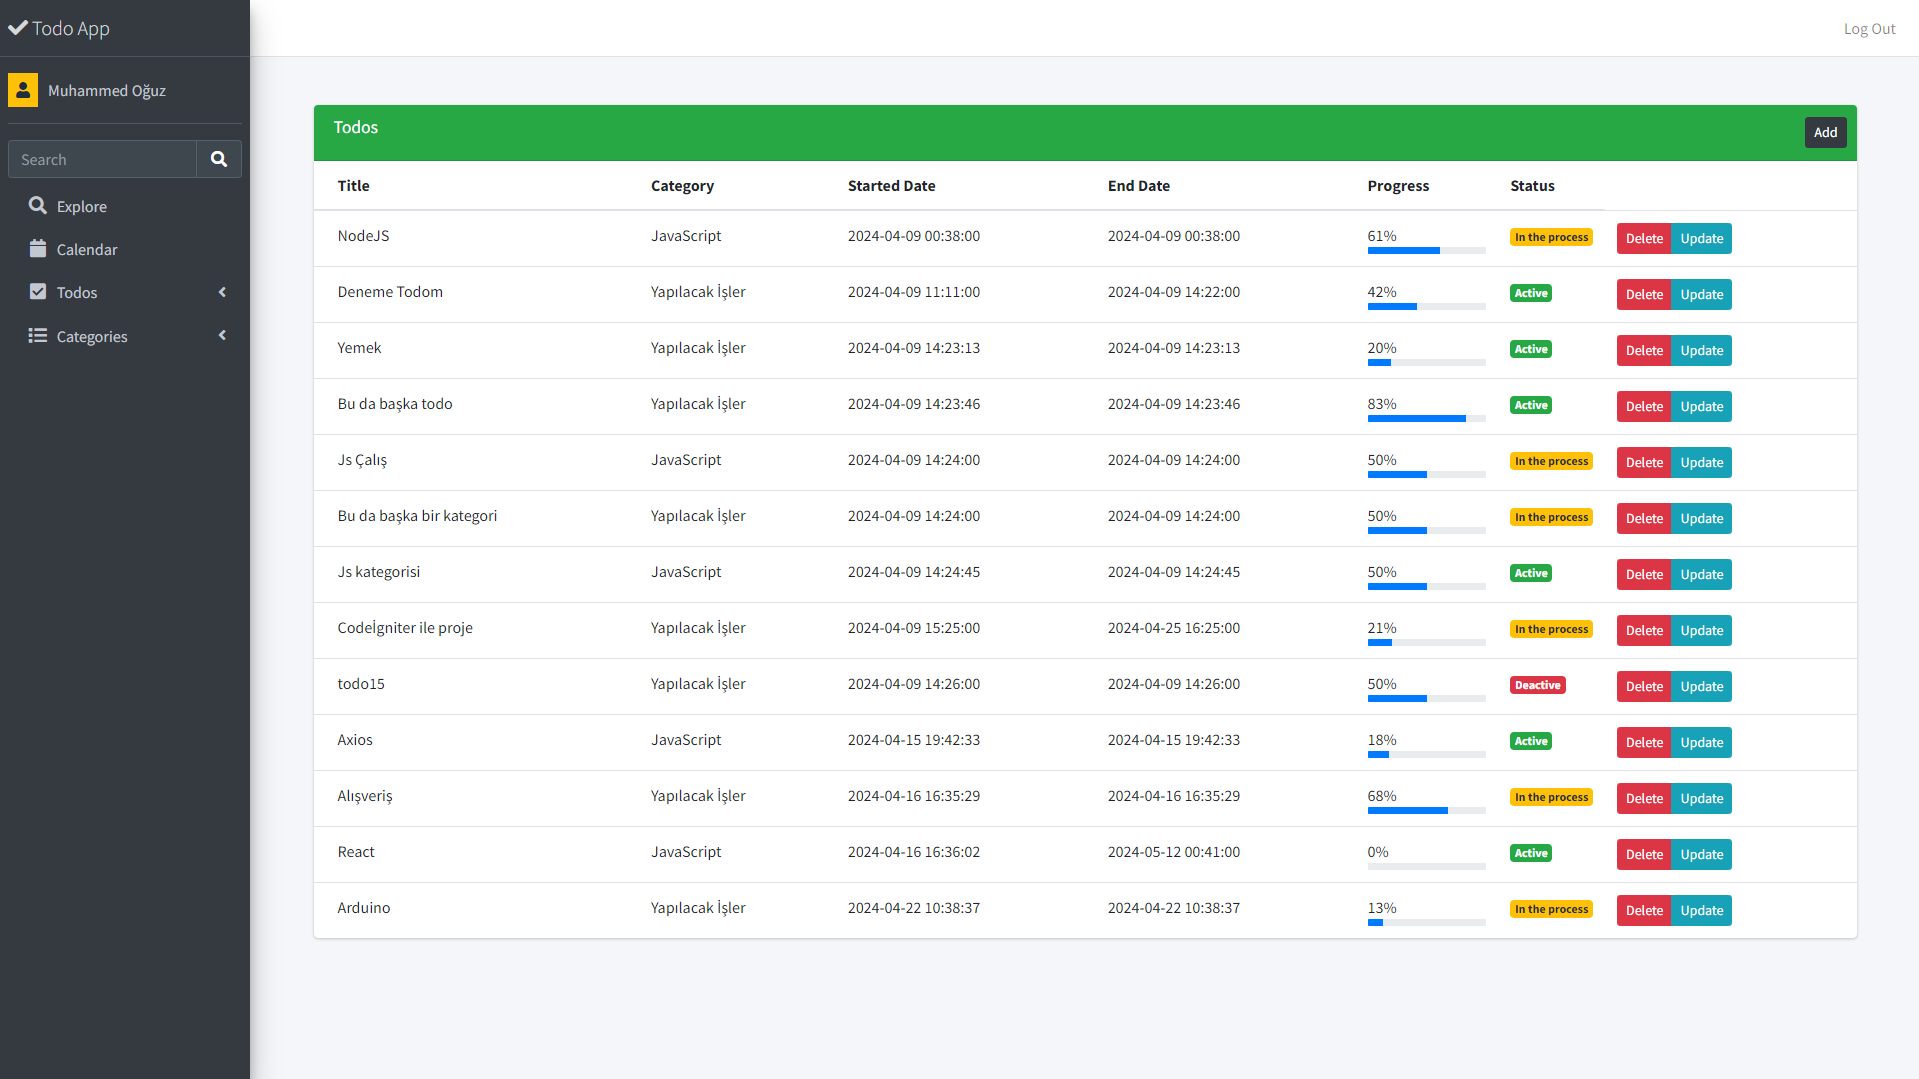 Todo App
Log Out
Muhammed Oğuz
Search
Explore
Calendar
Todos
Categories
Todos
Add
Title Category Started Date End Date Progress Status
NodeJS JavaScript 2024-04-09 00:38:00 2024-04-09 00:38:00 61% In the process Delete Update
Deneme Todom Yapılacak İşler 2024-04-09 11:11:00 2024-04-09 14:22:00 42% Active Delete Update
Yemek Yapılacak İşler 2024-04-09 14:23:13 2024-04-09 14:23:13 20% Active Delete Update
Bu da başka todo Yapılacak İşler 2024-04-09 14:23:46 2024-04-09 14:23:46 83% Active Delete Update
Js Çalış JavaScript 2024-04-09 14:24:00 2024-04-09 14:24:00 50% In the process Delete Update
Bu da başka bir kategori Yapılacak İşler 2024-04-09 14:24:00 2024-04-09 14:24:00 50% In the process Delete Update
Js kategorisi JavaScript 2024-04-09 14:24:45 2024-04-09 14:24:45 50% Active Delete Update
Codeİgniter ile proje Yapılacak İşler 2024-04-09 15:25:00 2024-04-25 16:25:00 21% In the process Delete Update
todo15 Yapılacak İşler 2024-04-09 14:26:00 2024-04-09 14:26:00 50% Deactive Delete Update
Axios JavaScript 2024-04-15 19:42:33 2024-04-15 19:42:33 18% Active Delete Update
Alışveriş Yapılacak İşler 2024-04-16 16:35:29 2024-04-16 16:35:29 68% In the process Delete Update
React JavaScript 2024-04-16 16:36:02 2024-05-12 00:41:00 0% Active Delete Update
Arduino Yapılacak İşler 2024-04-22 10:38:37 2024-04-22 10:38:37 13% In the process Delete Update